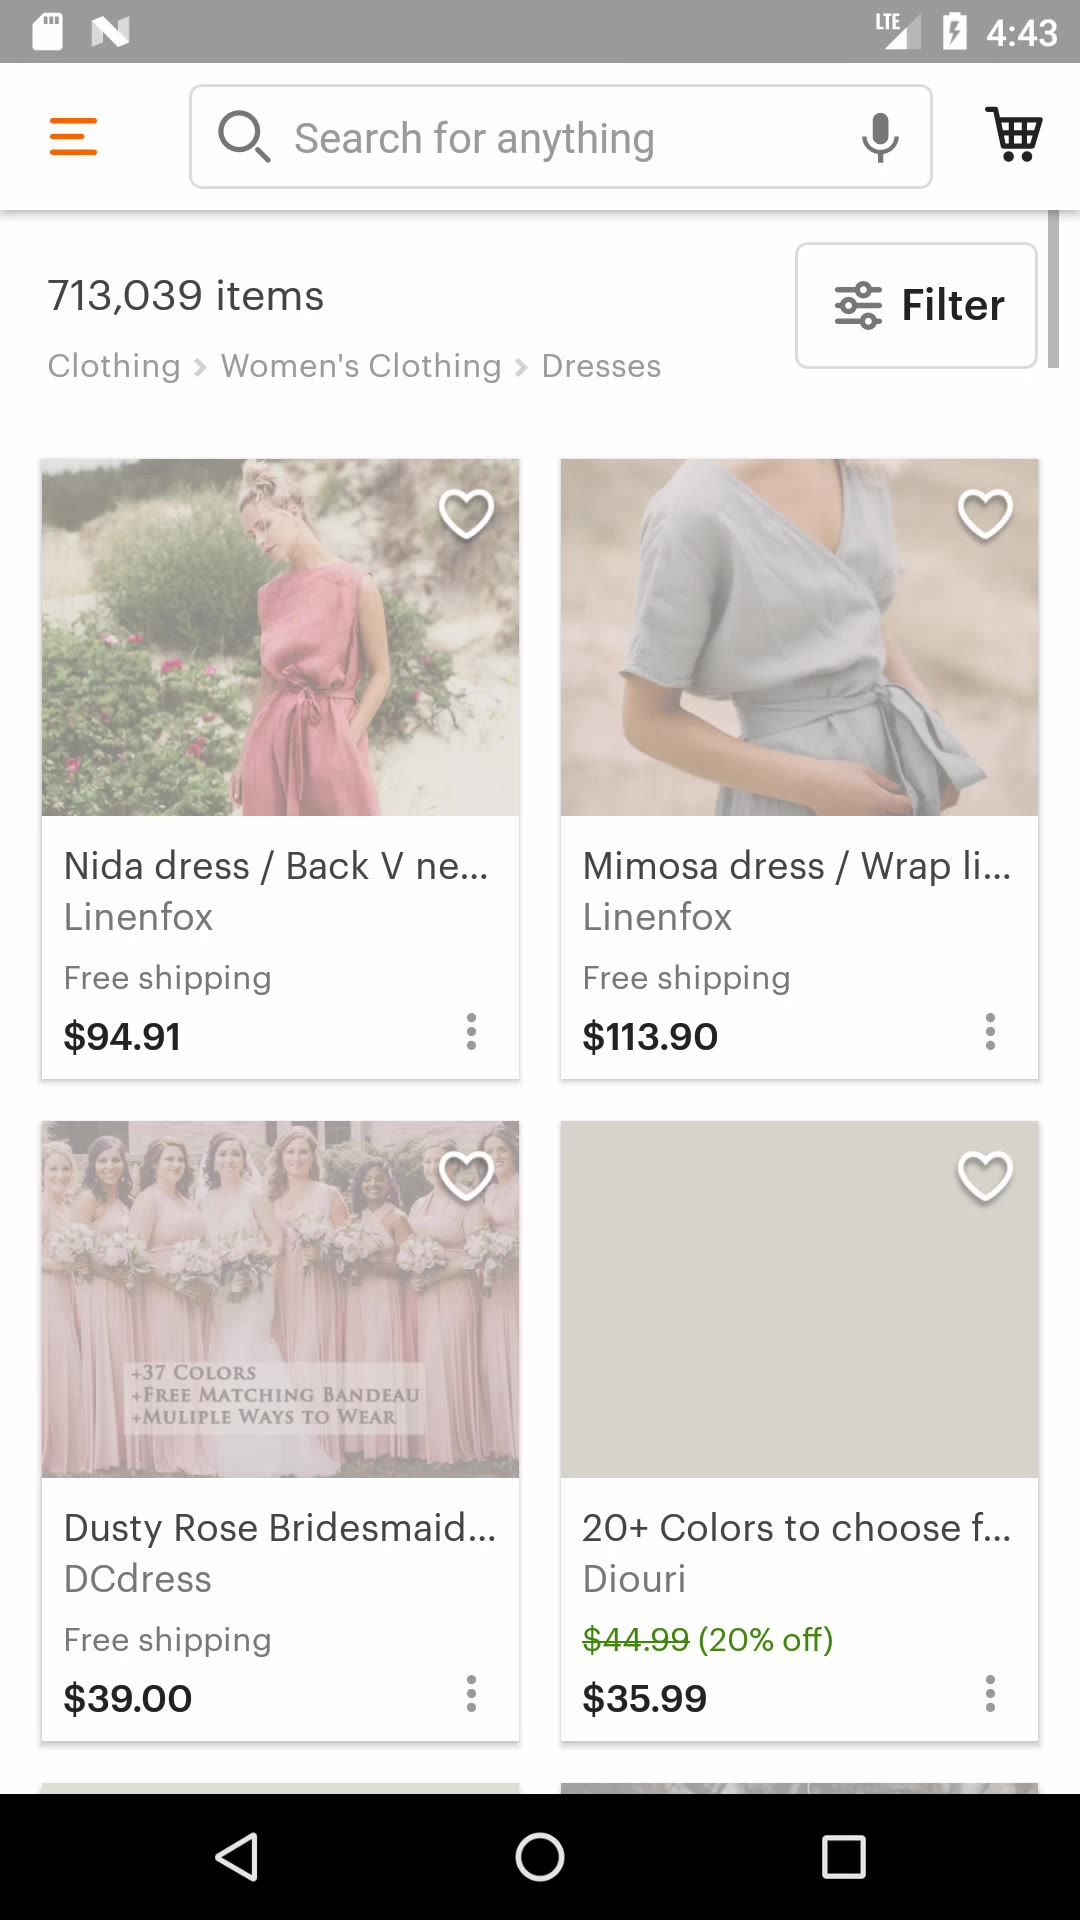 LTE 4:43
Search for anything
713,039 items
Filter
Clothing > Women's Clothing > Dresses
Nida dress / Back V ne...
Linenfox
Free shipping
$94.91
Mimosa dress / Wrap li...
Linenfox
Free shipping
$113.90
+37 Colors
+Free Matching Bandeau
+Muliple Ways to Wear
Dusty Rose Bridesmaid...
DCdress
Free shipping
$39.00
20+ Colors to choose f...
Diouri
$44.99 (20% off)
$35.99